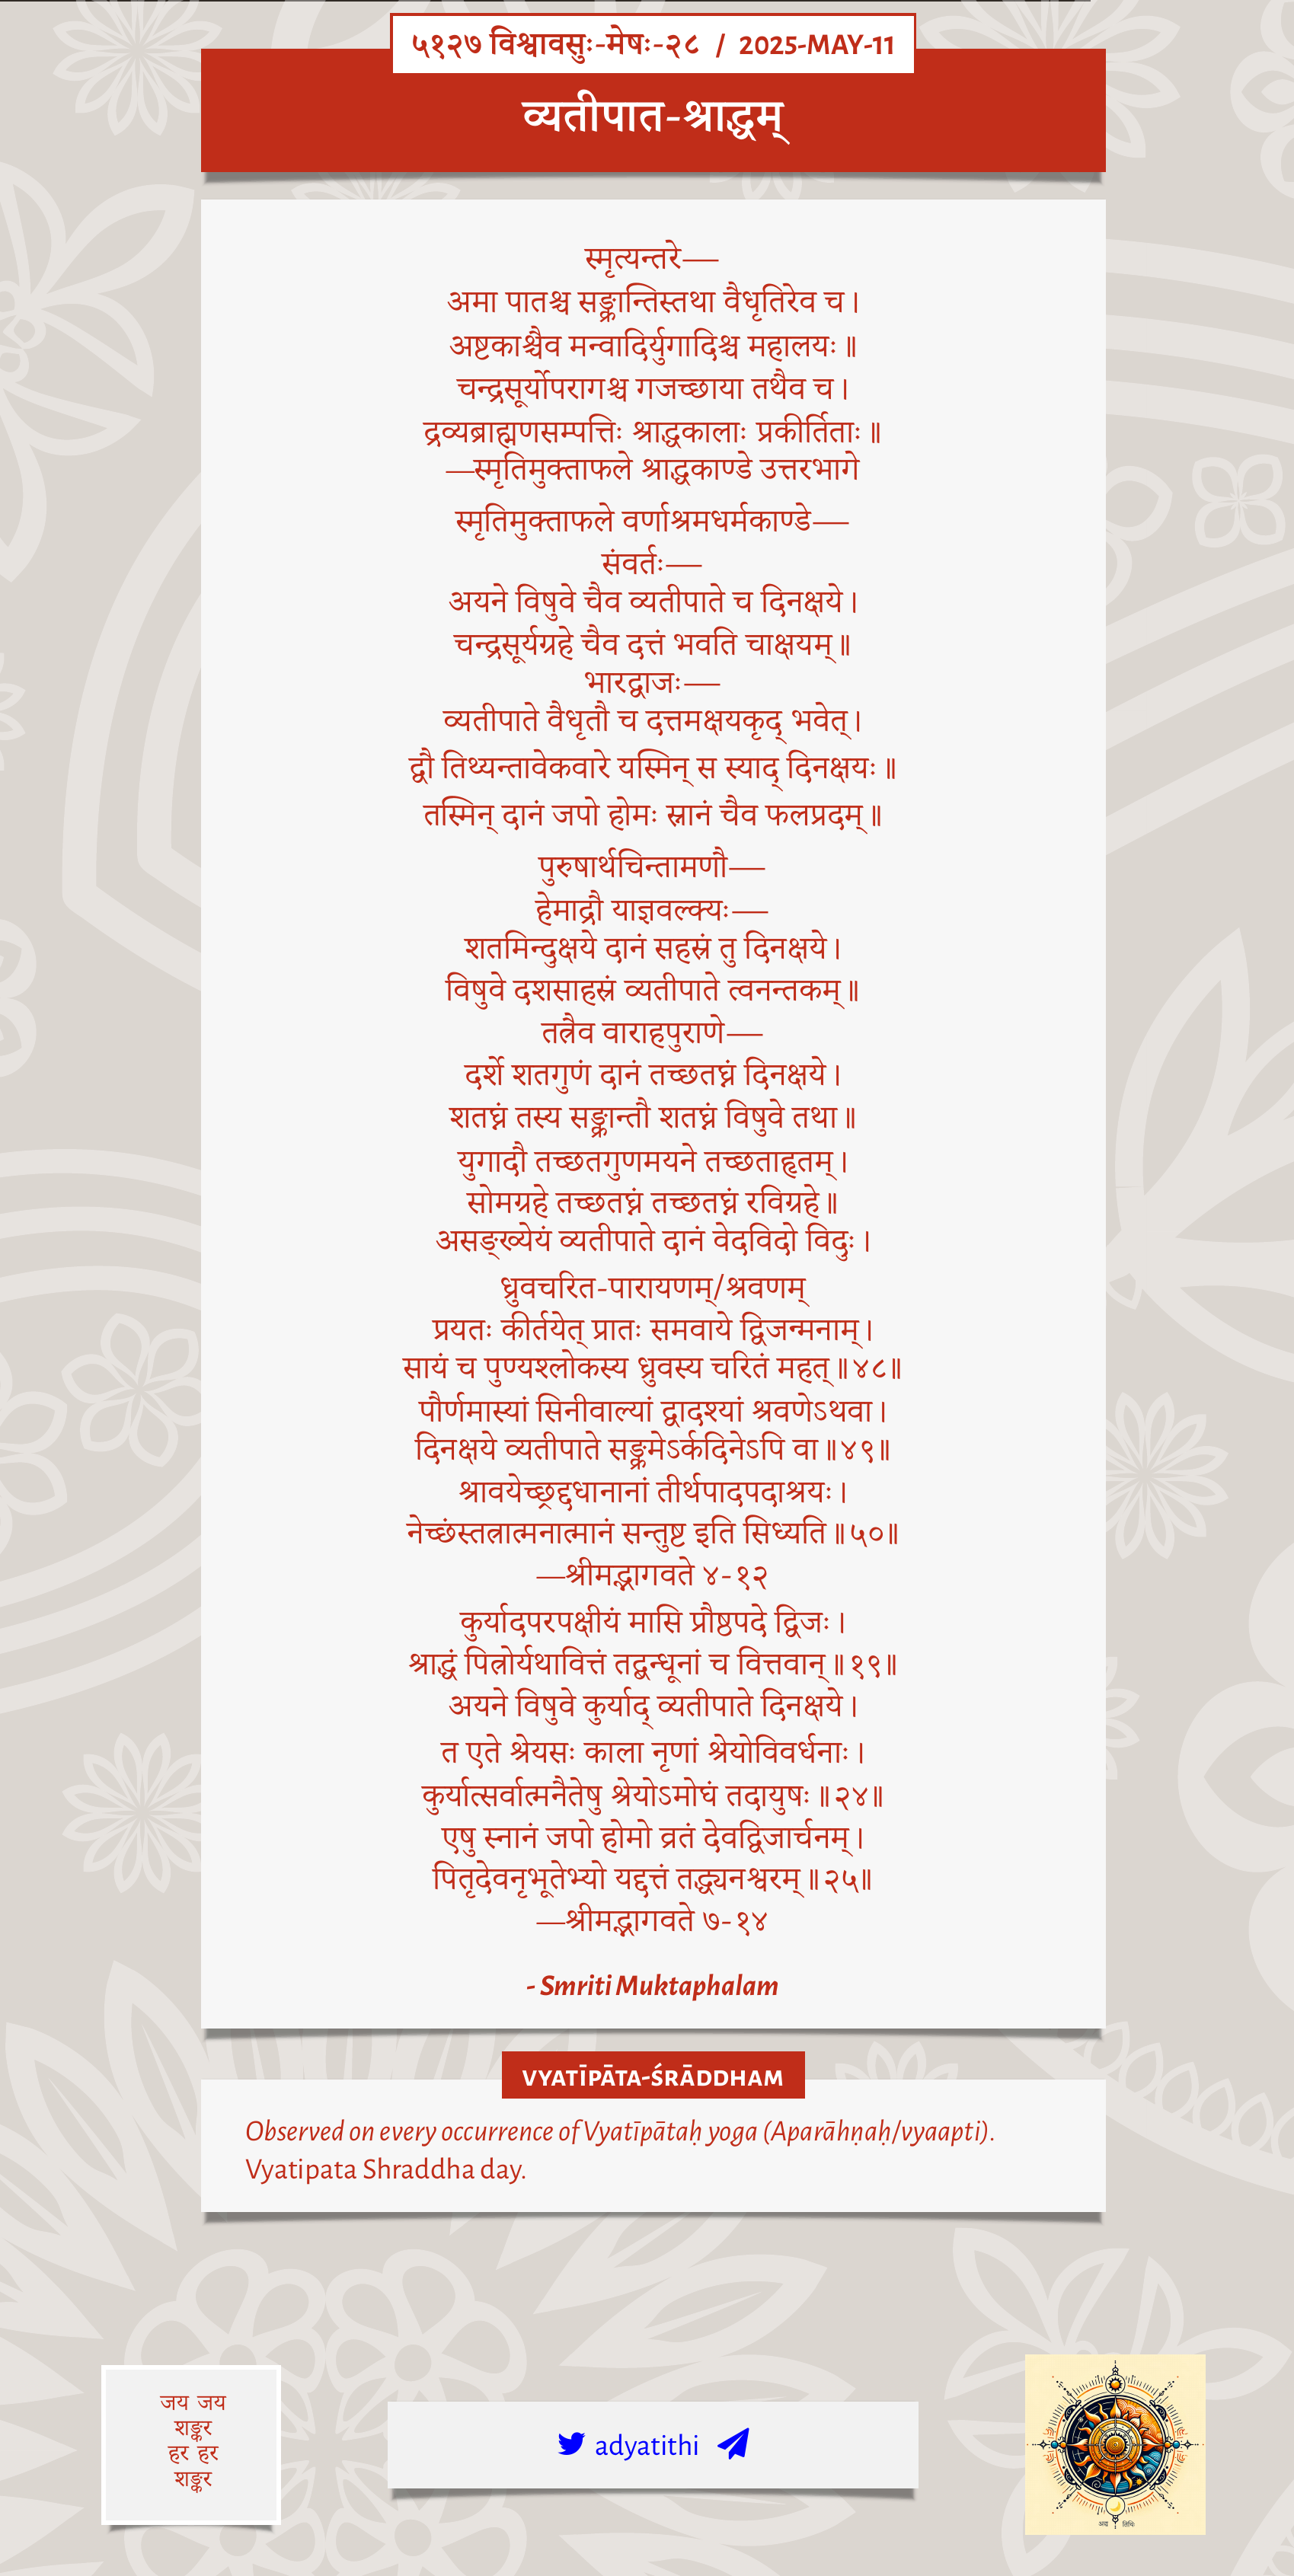 ५१२७ विश्वावसुः-मेषः-२८ / 2025-MAY-11
व्यतीपात-श्राद्धम्
स्मृत्यन्तरे—
अमा पातश्च सङ्क्रान्तिस्तथा वैधृतिरेव च।
अष्टकाश्चैव मन्वादिर्युगादिश्च महालयः॥
चन्द्रसूर्योपरागश्च गजच्छाया तथैव च।
द्रव्यब्राह्मणसम्पत्तिः श्राद्धकालाः प्रकीर्तिताः॥
—स्मृतिमुक्ताफले श्राद्धकाण्डे उत्तरभागे
स्मृतिमुक्ताफले वर्णाश्रमधर्मकाण्डे—
संवर्तः—
अयने विषुवे चैव व्यतीपाते च दिनक्षये।
चन्द्रसूर्यग्रहे चैव दत्तं भवति चाक्षयम्॥
भारद्वाजः—
व्यतीपाते वैधृतौ च दत्तमक्षयकृद् भवेत्।
द्वौ तिथ्यन्तावेकवारे यस्मिन् स स्याद् दिनक्षयः॥
तस्मिन् दानं जपो होमः स्नानं चैव फलप्रदम्॥
पुरुषार्थचिन्तामणौ—
हेमाद्रौ याज्ञवल्क्यः—
शतमिन्दुक्षये दानं सहस्रं तु दिनक्षये।
विषुवे दशसाहस्रं व्यतीपाते त्वनन्तकम्॥
तत्रैव वाराहपुराणे—
दर्शे शतगुणं दानं तच्छतघ्नं दिनक्षये।
शतघ्नं तस्य सङ्क्रान्तौ शतघ्नं विषुवे तथा॥
युगादौ तच्छतगुणमयने तच्छताहृतम्।
सोमग्रहे तच्छतघ्नं तच्छतघ्नं रविग्रहे॥
असङ्ख्येयं व्यतीपाते दानं वेदविदो विदुः।
ध्रुवचरित-पारायणम्/श्रवणम्
प्रयतः कीर्तयेत् प्रातः समवाये द्विजन्मनाम्।
सायं च पुण्यश्लोकस्य ध्रुवस्य चरितं महत्॥४८॥
पौर्णमास्यां सिनीवाल्यां द्वादश्यां श्रवणेऽथवा।
दिनक्षये व्यतीपाते सङ्क्रमेऽर्कदिनेऽपि वा॥४९॥
श्रावयेच्छ्रद्दधानानां तीर्थपादपदाश्रयः।
नेच्छंस्तत्रात्मनात्मानं सन्तुष्ट इति सिध्यति॥५०॥
—श्रीमद्भागवते ४-१२
कुर्यादपरपक्षीयं मासि प्रौष्ठपदे द्विजः।
श्राद्धं पित्रोर्यथावित्तं तद्बन्धूनां च वित्तवान्॥१९॥
अयने विषुवे कुर्याद् व्यतीपाते दिनक्षये।
त एते श्रेयसः काला नृणां श्रेयोविवर्धनाः।
कुर्यात्सर्वात्मनैतेषु श्रेयोऽमोघं तदायुषः॥२४॥
एषु स्नानं जपो होमो व्रतं देवद्विजार्चनम्।
पितृदेवनृभूतेभ्यो यद्दत्तं तद्ध्यनश्वरम्॥२५॥
—श्रीमद्भागवते ७-१४
- Smriti Muktaphalam
VYATĪPĀTA-ŚRĀDDHAM
Observed on every occurrence of Vyatīpātaḥ yoga (Aparāhṇaḥ/vyaapti).
Vyatipata Shraddha day.
जय जय
शङ्कर
हर हर
शङ्कर
adyatithi
अद्य तिथिः